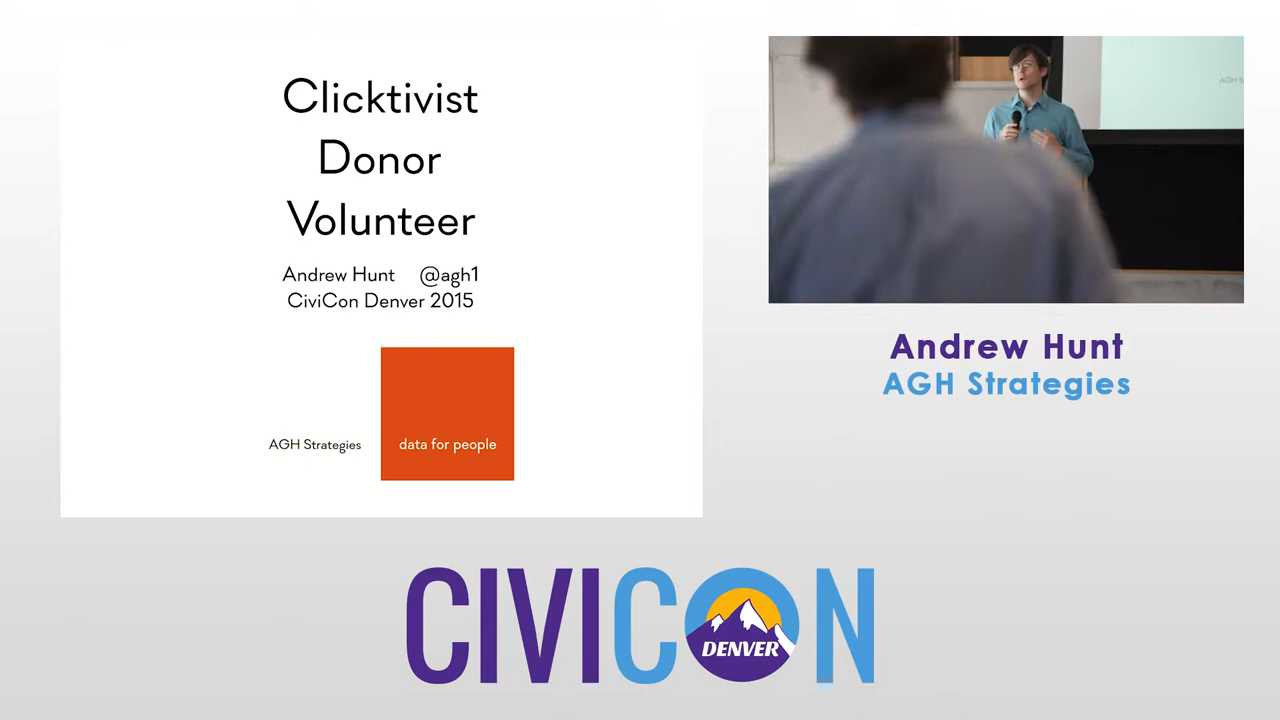 Clicktivist
Donor
Volunteer
Andrew Hunt @agh1
CiviCon Denver 2015
AGH Strategies
data for people
AGH S
Andrew Hunt
AGH Strategies
CIVICON
DENVER